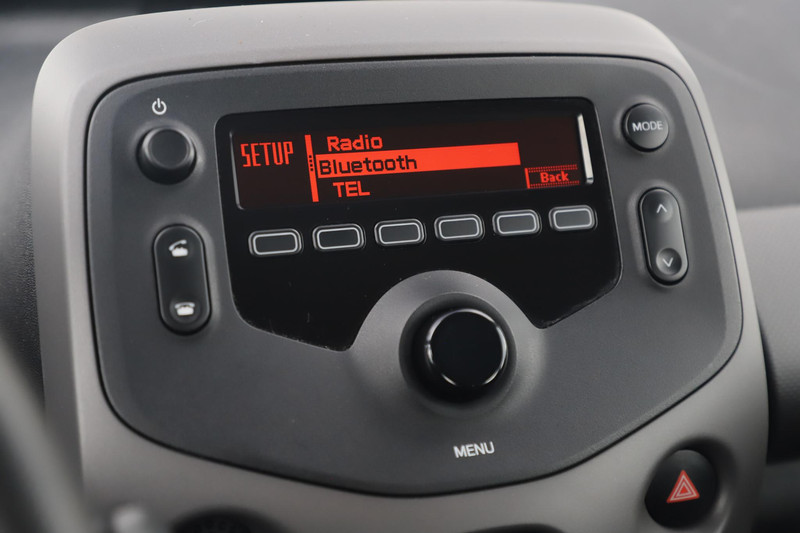 SETUP
Radio
Bluetooth
TEL
Back
MODE
MENU